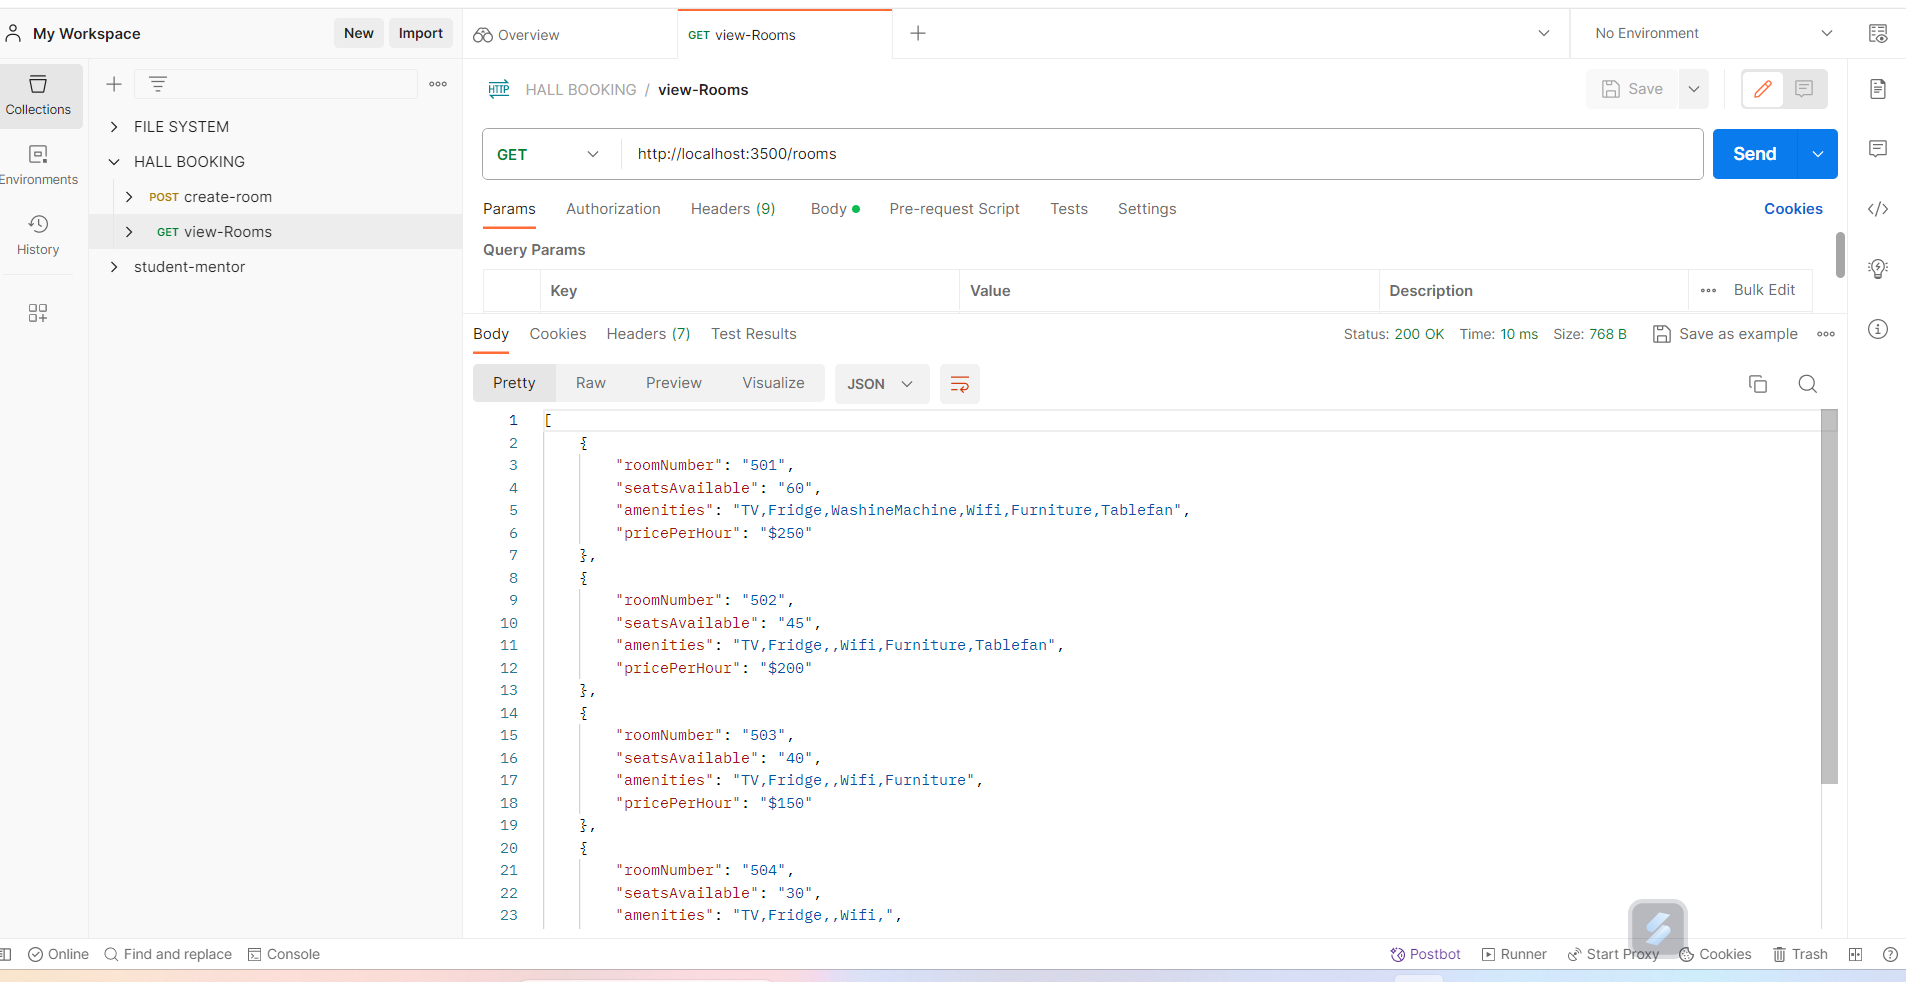 My Workspace
New
Import
Overview
GET view-Rooms
No Environment
Collections
Environments
History
FILE SYSTEM
HALL BOOKING
POST create-room
GET view-Rooms
student-mentor
HTTP HALL BOOKING / view-Rooms
Save
GET
http://localhost:3500/rooms
Send
Params Authorization Headers (9) Body Pre-request Script Tests Settings Cookies
Query Params
Key Value Description Bulk Edit
Body Cookies Headers (7) Test Results Status: 200 OK Time: 10 ms Size: 768 B Save as example
Pretty Raw Preview Visualize JSON
1 [
2 {
3 "roomNumber": "501",
4 "seatsAvailable": "60",
5 "amenities": "TV,Fridge,WashineMachine,Wifi,Furniture,Tablefan",
6 "pricePerHour": "$250"
7 },
8 {
9 "roomNumber": "502",
10 "seatsAvailable": "45",
11 "amenities": "TV,Fridge,,Wifi,Furniture,Tablefan",
12 "pricePerHour": "$200"
13 },
14 {
15 "roomNumber": "503",
16 "seatsAvailable": "40",
17 "amenities": "TV,Fridge,,Wifi,Furniture",
18 "pricePerHour": "$150"
19 },
20 {
21 "roomNumber": "504",
22 "seatsAvailable": "30",
23 "amenities": "TV,Fridge,,Wifi,",
Online Find and replace Console Postbot Runner Start Proxy Cookies Trash